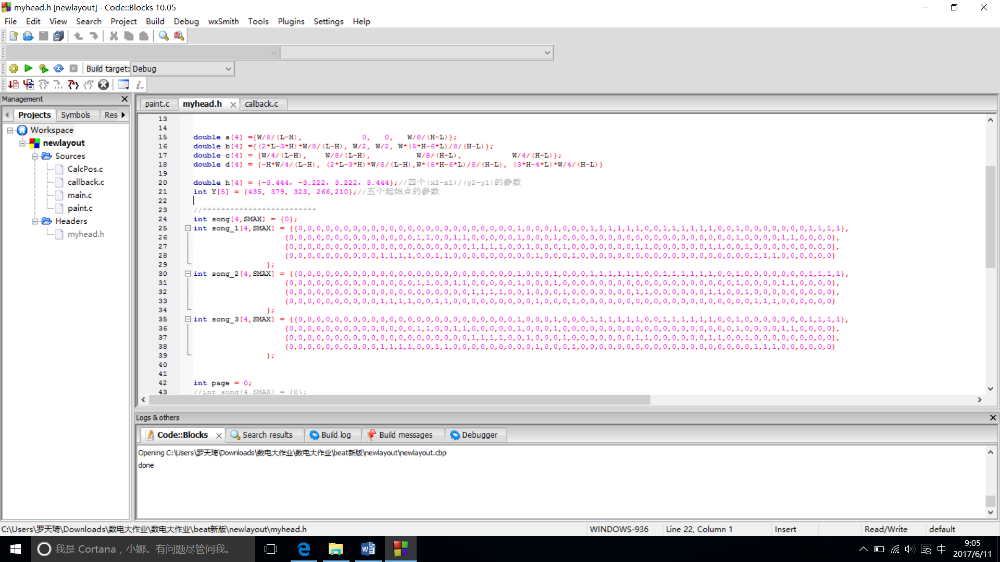 myhead.h [newlayout] - Code::Blocks 10.05
File Edit View Search Project Build Debug wxSmith Tools Plugins Settings Help
Build target: Debug
Management
Projects Symbols Res
Workspace
newlayout
Sources
CalcPos.c
callback.c
main.c
paint.c
Headers
myhead.h
paint.c myhead.h callback.c
13
14
15 double a[4] ={W/8/(L-H), 0, 0, W/8/(H-L)};
16 double b[4] ={(2*L-3*H)*W/8/(L-H), W/2, W/2, W*(5*H-6*L)/8/(H-L)};
17 double c[4] = {W/4/(L-H), W/8/(L-H), W/8/(H-L), W/4/(H-L)};
18 double d[4] = {-H*W/4/(L-H), (2*L-3*H)*W/8/(L-H),W*(5*H-6*L)/8/(H-L), (3*H-4*L)*W/4/(H-L)}
19
20 double h[4] = {-3.444, -3.222, 3.222, 3.444};//四个(x2-x1)/(y2-y1)的参数
21 int Y[5] = {435, 379, 323, 266,210};//五个起始点的参数
22
23 //*************************
24 int song[4,SMAX] = {0};
25 int song_1[4,SMAX] = {{0,0,0,0,0,0,0,0,0,0,0,0,0,0,0,0,0,0,0,0,0,0,0,0,1,0,0,0,1,0,0,0,1,1,1,1,1,1,0,0,1,1,1,1,1,1,0,0,1,0,0,0,0,0,0,0,1,1,1,1},
26 {0,0,0,0,0,0,0,0,0,0,0,0,0,0,1,1,0,0,1,1,0,0,0,0,0,1,0,0,0,1,0,0,0,0,0,0,0,0,0,0,0,0,0,0,0,0,0,0,0,1,0,0,0,0,1,1,0,0,0,0},
27 {0,0,0,0,0,0,0,0,0,0,0,0,0,0,0,0,0,0,0,0,1,1,1,1,0,0,1,0,0,0,1,0,0,0,0,0,0,0,1,1,0,0,0,0,0,0,1,1,0,0,1,0,0,0,0,0,0,0,0,0},
28 {0,0,0,0,0,0,0,0,0,0,1,1,1,1,0,0,1,1,0,0,0,0,0,0,0,0,0,1,0,0,0,1,0,0,0,0,0,0,0,0,0,0,0,0,0,0,0,0,0,0,0,1,1,1,0,0,0,0,0,0}
29 };
30 int song_2[4,SMAX] = {{0,0,0,0,0,0,0,0,0,0,0,0,0,0,0,0,0,0,0,0,0,0,0,0,1,0,0,0,1,0,0,0,1,1,1,1,1,1,0,0,1,1,1,1,1,1,0,0,1,0,0,0,0,0,0,0,1,1,1,1},
31 {0,0,0,0,0,0,0,0,0,0,0,0,0,0,1,1,0,0,1,1,0,0,0,0,0,1,0,0,0,1,0,0,0,0,0,0,0,0,0,0,0,0,0,0,0,0,0,0,0,1,0,0,0,0,1,1,0,0,0,0},
32 {0,0,0,0,0,0,0,0,0,0,0,0,0,0,0,0,0,0,0,0,1,1,1,1,0,0,1,0,0,0,1,0,0,0,0,0,0,0,1,1,0,0,0,0,0,0,1,1,0,0,1,0,0,0,0,0,0,0,0,0},
33 {0,0,0,0,0,0,0,0,0,0,1,1,1,1,0,0,1,1,0,0,0,0,0,0,0,0,0,1,0,0,0,1,0,0,0,0,0,0,0,0,0,0,0,0,0,0,0,0,0,0,0,1,1,1,0,0,0,0,0,0}
34 };
35 int song_3[4,SMAX] = {{0,0,0,0,0,0,0,0,0,0,0,0,0,0,0,0,0,0,0,0,0,0,0,0,1,0,0,0,1,0,0,0,1,1,1,1,1,1,0,0,1,1,1,1,1,1,0,0,1,0,0,0,0,0,0,0,1,1,1,1},
36 {0,0,0,0,0,0,0,0,0,0,0,0,0,0,1,1,0,0,1,1,0,0,0,0,0,1,0,0,0,1,0,0,0,0,0,0,0,0,0,0,0,0,0,0,0,0,0,0,0,1,0,0,0,0,1,1,0,0,0,0},
37 {0,0,0,0,0,0,0,0,0,0,0,0,0,0,0,0,0,0,0,0,1,1,1,1,0,0,1,0,0,0,1,0,0,0,0,0,0,0,1,1,0,0,0,0,0,0,1,1,0,0,1,0,0,0,0,0,0,0,0,0},
38 {0,0,0,0,0,0,0,0,0,0,1,1,1,1,0,0,1,1,0,0,0,0,0,0,0,0,0,1,0,0,0,1,0,0,0,0,0,0,0,0,0,0,0,0,0,0,0,0,0,0,0,1,1,1,0,0,0,0,0,0}
39 };
40
41
42 int page = 0;
43 //int song[4,SMAX] = {0};
Logs & others
Code::Blocks Search results Build log Build messages Debugger
Opening C:\Users\罗天琦\Downloads\数电大作业\数电大作业\beat新版\newlayout\newlayout.cbp
done
C:\Users\罗天琦\Downloads\数电大作业\数电大作业\beat新版\newlayout\myhead.h WINDOWS-936 Line 22, Column 1 Insert Read/Write default
我是 Cortana，小娜。有问题尽管问我。
中
9:05
2017/6/11